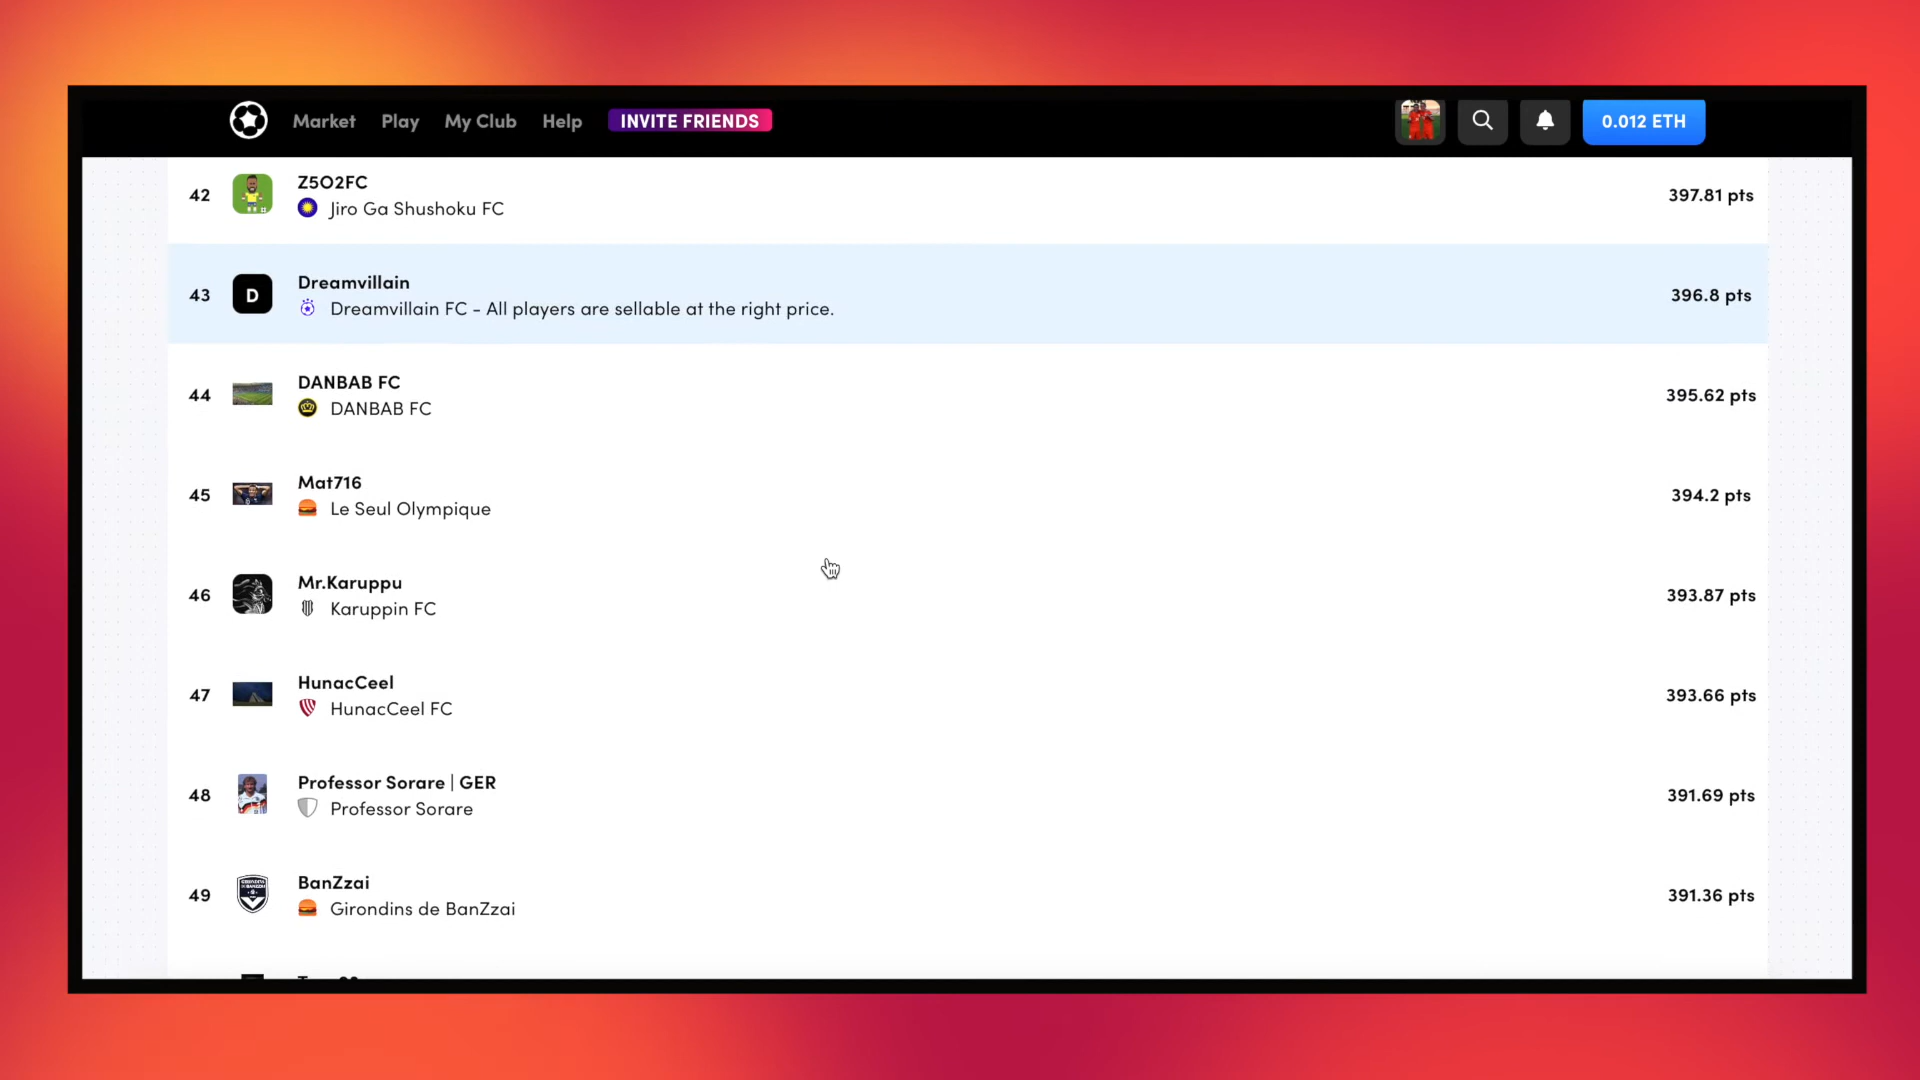 Market Play My Club Help INVITE FRIENDS 0.012 ETH
42 Z5O2FC 397.81 pts
Jiro Ga Shushoku FC
43 D Dreamvillain 396.8 pts
Dreamvillain FC - All players are sellable at the right price.
44 DANBAB FC 395.62 pts
DANBAB FC
45 Mat716 394.2 pts
Le Seul Olympique
46 Mr.Karuppu 393.87 pts
Karuppin FC
47 HunacCeel 393.66 pts
HunacCeel FC
48 Professor Sorare | GER 391.69 pts
Professor Sorare
49 BanZzai 391.36 pts
Girondins de BanZzai